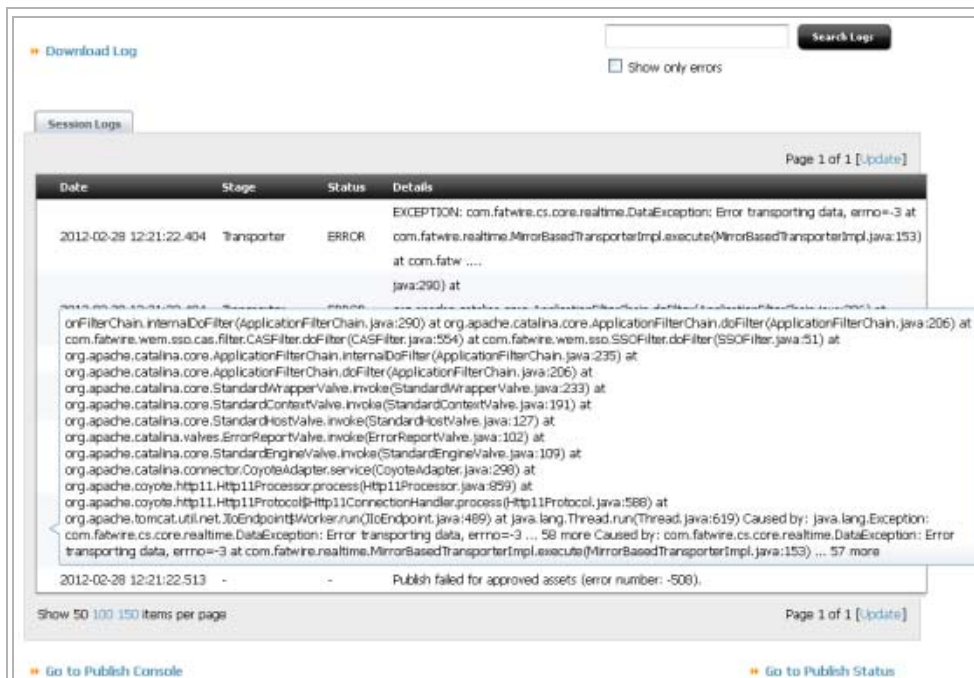 Download Log
Search Logs
Show only errors
Session Logs
Page 1 of 1 [Update]
Date Stage Status Details
EXCEPTION: com.fatwire.cs.core.realtime.DataException: Error transporting data, errno=-3 at
2012-02-28 12:21:22.404 Transporter ERROR com.fatwire.realtime.MirrorBasedTransporterImpl.execute(MirrorBasedTransporterImpl.java:153)
at com.fatw ....
java:290) at
onFilterChain.internalDoFilter(ApplicationFilterChain.java:290) at org.apache.catalina.core.ApplicationFilterChain.doFilter(ApplicationFilterChain.java:206) at
com.fatwire.wem.sso.cas.filter.CASFilter.doFilter(CASFilter.java:554) at com.fatwire.wem.sso.SSOFilter.doFilter(SSOFilter.java:51) at
org.apache.catalina.core.ApplicationFilterChain.internalDoFilter(ApplicationFilterChain.java:235) at
org.apache.catalina.core.ApplicationFilterChain.doFilter(ApplicationFilterChain.java:206) at
org.apache.catalina.core.StandardWrapperValve.invoke(StandardWrapperValve.java:233) at
org.apache.catalina.core.StandardContextValve.invoke(StandardContextValve.java:191) at
org.apache.catalina.core.StandardHostValve.invoke(StandardHostValve.java:127) at
org.apache.catalina.valves.ErrorReportValve.invoke(ErrorReportValve.java:102) at
org.apache.catalina.core.StandardEngineValve.invoke(StandardEngineValve.java:109) at
org.apache.catalina.connector.CoyoteAdapter.service(CoyoteAdapter.java:298) at
org.apache.coyote.http11.Http11Processor.process(Http11Processor.java:859) at
org.apache.coyote.http11.Http11Protocol$Http11ConnectionHandler.process(Http11Protocol.java:588) at
org.apache.tomcat.util.net.JIoEndpoint$Worker.run(JIoEndpoint.java:489) at java.lang.Thread.run(Thread.java:619) Caused by: java.lang.Exception:
com.fatwire.cs.core.realtime.DataException: Error transporting data, errno=-3 ... 58 more Caused by: com.fatwire.cs.core.realtime.DataException: Error
transporting data, errno=-3 at com.fatwire.realtime.MirrorBasedTransporterImpl.execute(MirrorBasedTransporterImpl.java:153) ... 57 more
2012-02-28 12:21:22.513 - - Publish failed for approved assets (error number: -508).
Show 50 100 150 items per page
Page 1 of 1 [Update]
Go to Publish Console
Go to Publish Status